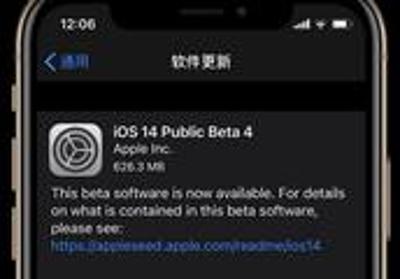 12:06
通用
软件更新
iOS 14 Public Beta 4
Apple Inc.
626.3 MB
This beta software is now available. For details
on what is contained in this beta software,
please see:
https://appleseed.apple.com/readme/ios14